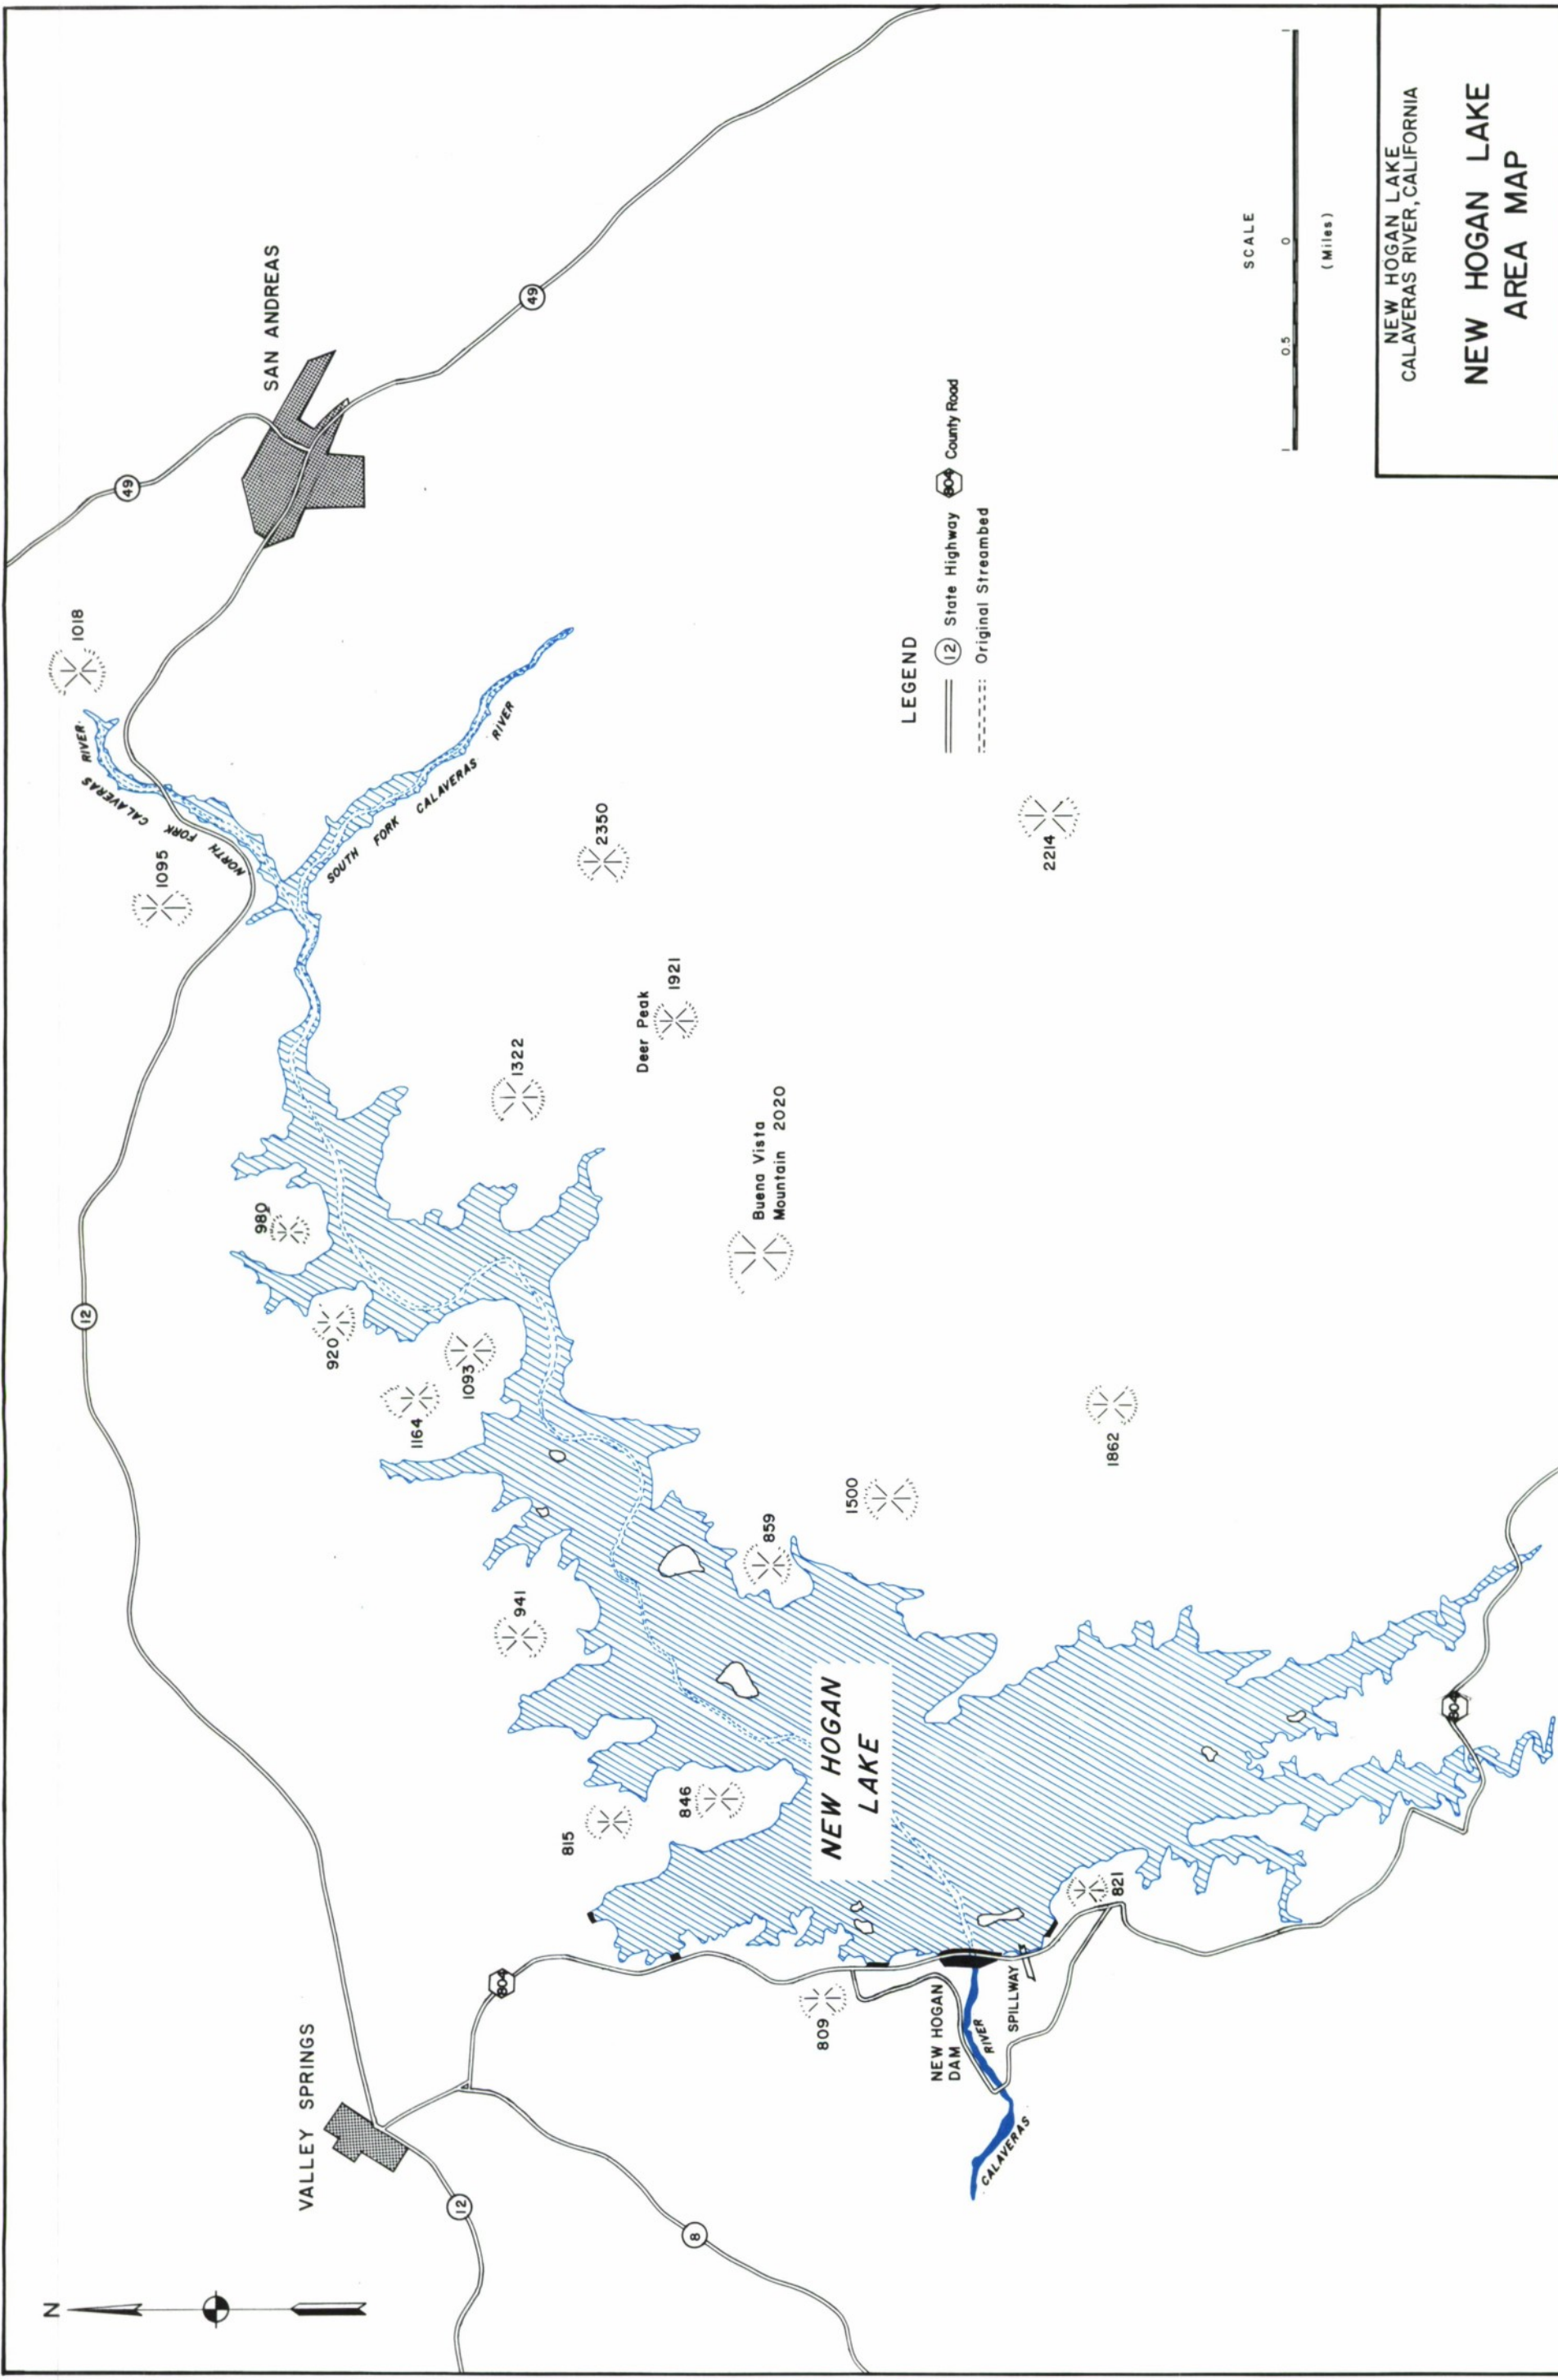 N
VALLEY SPRINGS
SAN ANDREAS
12
12
8
49
49
804
804
1018
1095
NORTH FORK CALAVERAS RIVER
SOUTH FORK CALAVERAS RIVER
980
920
1164
1093
1322
2350
Deer Peak
1921
Buena Vista
Mountain 2020
941
815
846
859
1500
1862
2214
809
821
NEW HOGAN
LAKE
NEW HOGAN
DAM
SPILLWAY
CALAVERAS RIVER
LEGEND
12 State Highway 804 County Road
Original Streambed
SCALE
1 0.5 0 1
(Miles)
NEW HOGAN LAKE
CALAVERAS RIVER, CALIFORNIA
NEW HOGAN LAKE
AREA MAP